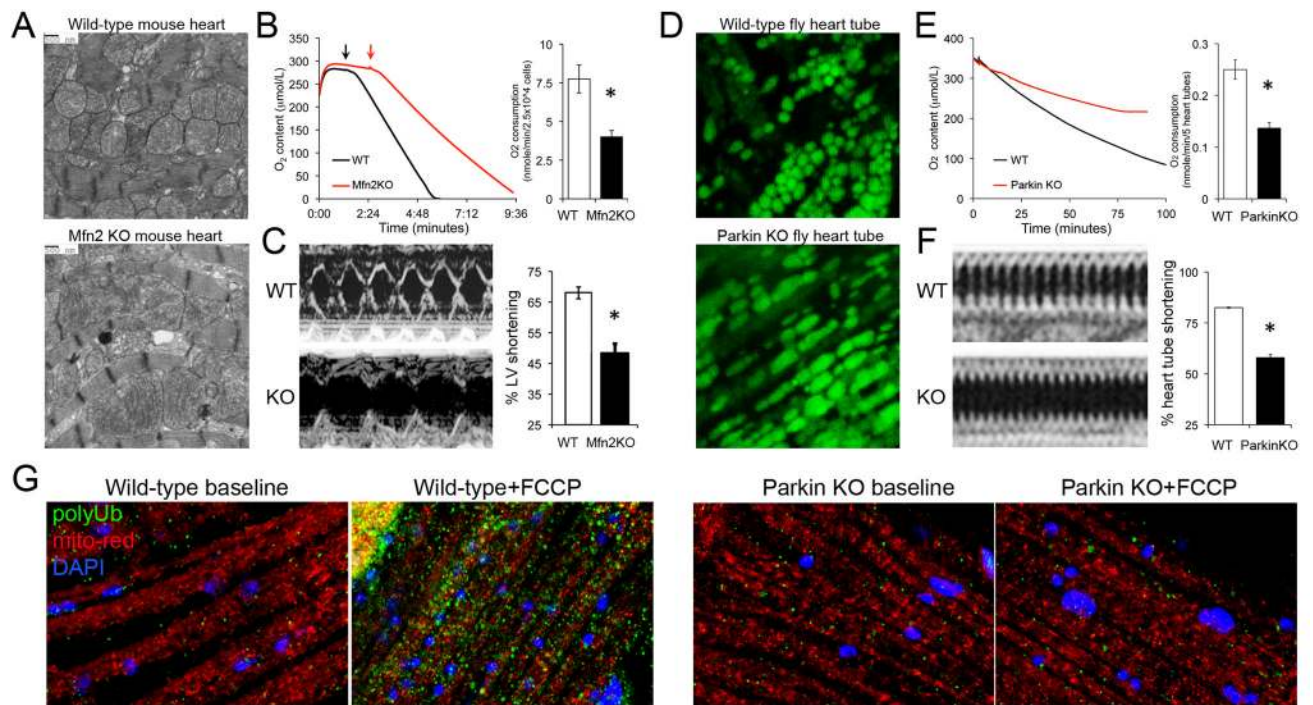 A
Wild-type mouse heart
Mfn2 KO mouse heart
B
O₂ content (μmol/L)
350
300
250
200
150
100
50
0
WT
Mfn2KO
0:00 2:24 4:48 7:12 9:36
Time (minutes)
O2 consumption
(nmole/min/2.5x10^4 cells)
10
7.5
5
2.5
0
*
WT Mfn2KO
C
WT
KO
% LV shortening
75
65
55
45
35
25
*
WT Mfn2KO
D
Wild-type fly heart tube
Parkin KO fly heart tube
E
O₂ content (μmol/L)
400
300
200
100
0
WT
Parkin KO
0 25 50 75 100
Time (minutes)
O₂ consumption
(nmole/min/5 heart tubes)
0.3
0.2
0.1
0.0
*
WT ParkinKO
F
WT
KO
% heart tube shortening
100
75
50
25
*
WT ParkinKO
G
Wild-type baseline
Wild-type+FCCP
Parkin KO baseline
Parkin KO+FCCP
polyUb
mito-red
DAPI